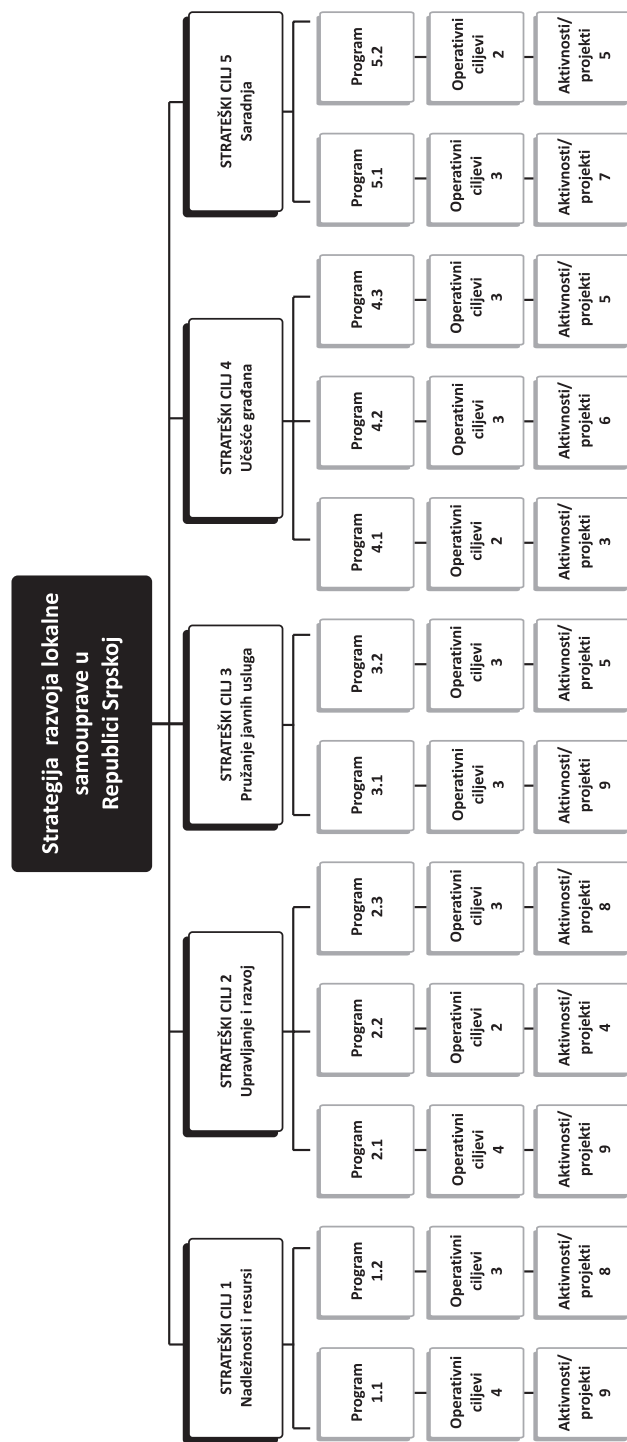 Strategija razvoja lokalne
samouprave u
Republici Srpskoj
STRATEŠKI CILJ 1
Nadležnosti i resursi
STRATEŠKI CILJ 2
Upravljanje i razvoj
STRATEŠKI CILJ 3
Pružanje javnih usluga
STRATEŠKI CILJ 4
Učešće građana
STRATEŠKI CILJ 5
Saradnja
Program
1.1
Program
1.2
Program
2.1
Program
2.2
Program
2.3
Program
3.1
Program
3.2
Program
4.1
Program
4.2
Program
4.3
Program
5.1
Program
5.2
Operativni
ciljevi
4
Operativni
ciljevi
3
Operativni
ciljevi
4
Operativni
ciljevi
2
Operativni
ciljevi
3
Operativni
ciljevi
3
Operativni
ciljevi
3
Operativni
ciljevi
2
Operativni
ciljevi
3
Operativni
ciljevi
3
Operativni
ciljevi
3
Operativni
ciljevi
2
Aktivnosti/
projekti
9
Aktivnosti/
projekti
8
Aktivnosti/
projekti
9
Aktivnosti/
projekti
4
Aktivnosti/
projekti
8
Aktivnosti/
projekti
9
Aktivnosti/
projekti
5
Aktivnosti/
projekti
3
Aktivnosti/
projekti
6
Aktivnosti/
projekti
5
Aktivnosti/
projekti
7
Aktivnosti/
projekti
5